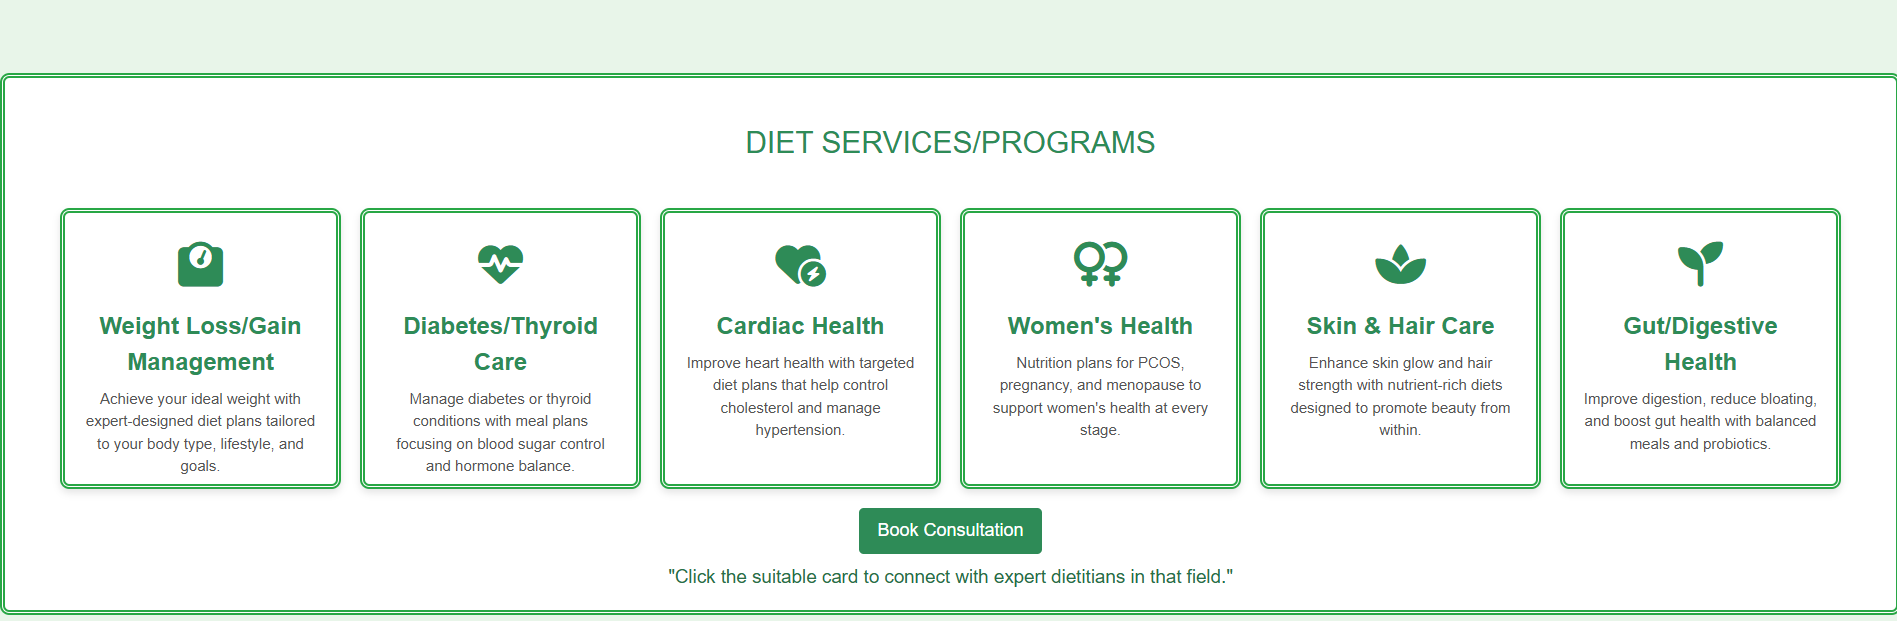 DIET SERVICES/PROGRAMS
Weight Loss/Gain
Management
Achieve your ideal weight with
expert-designed diet plans tailored
to your body type, lifestyle, and
goals.
Diabetes/Thyroid
Care
Manage diabetes or thyroid
conditions with meal plans
focusing on blood sugar control
and hormone balance.
Cardiac Health
Improve heart health with targeted
diet plans that help control
cholesterol and manage
hypertension.
Women's Health
Nutrition plans for PCOS,
pregnancy, and menopause to
support women's health at every
stage.
Skin & Hair Care
Enhance skin glow and hair
strength with nutrient-rich diets
designed to promote beauty from
within.
Gut/Digestive
Health
Improve digestion, reduce bloating,
and boost gut health with balanced
meals and probiotics.
Book Consultation
"Click the suitable card to connect with expert dietitians in that field."